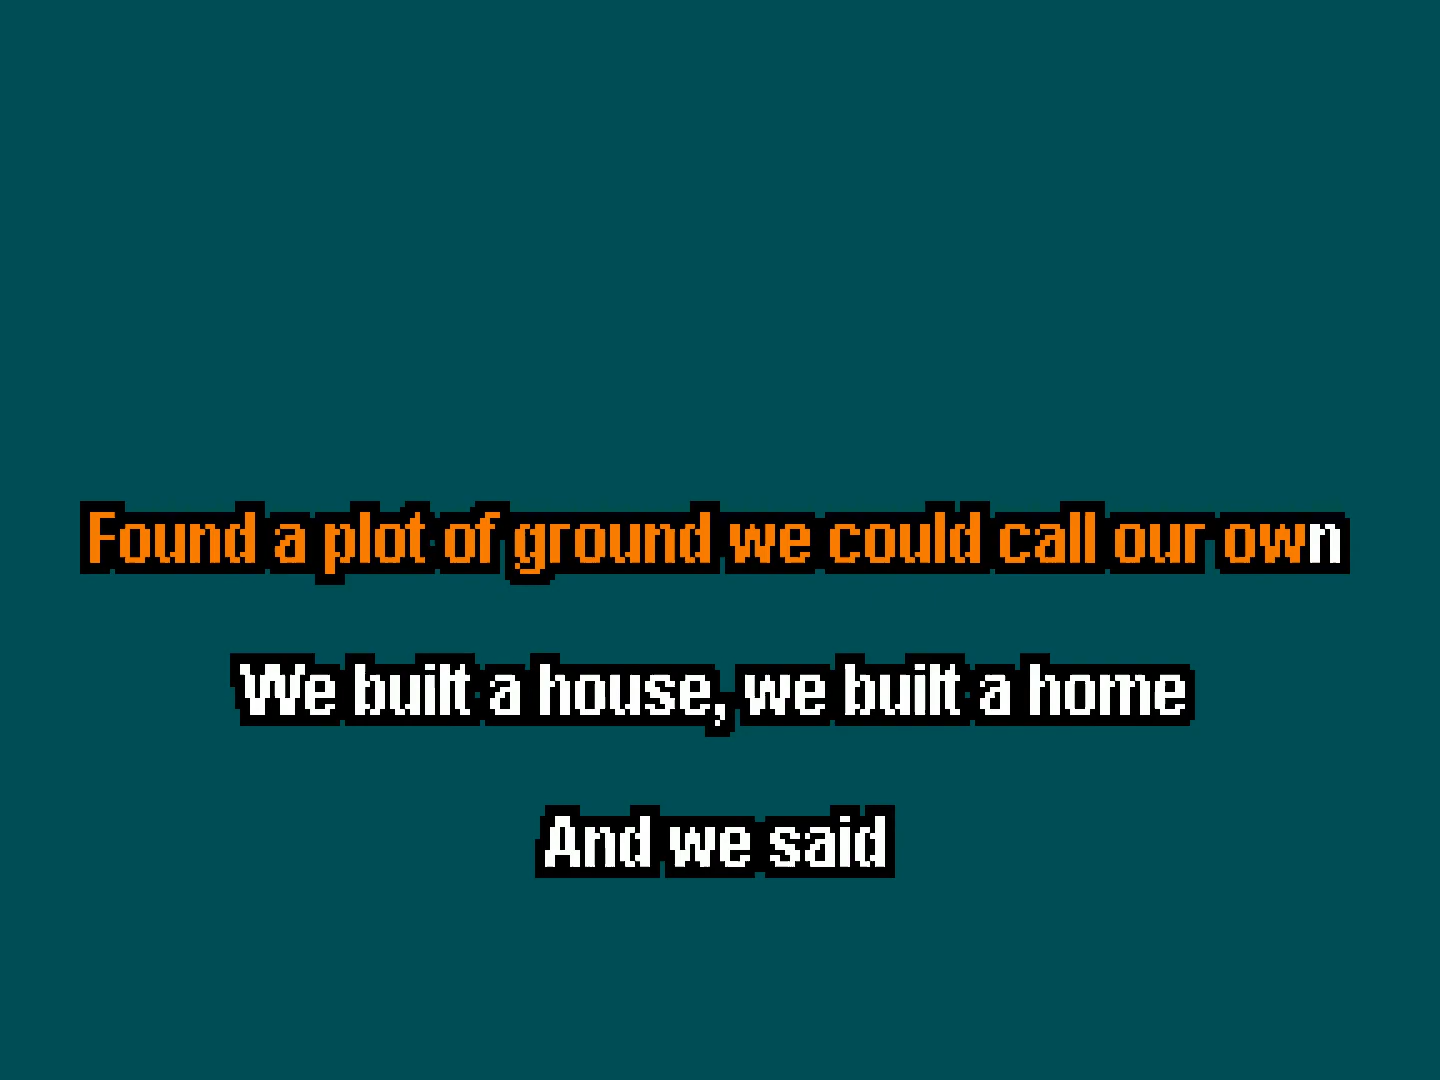 Found a plot of ground we could call our own
We built a house, we built a home
And we said